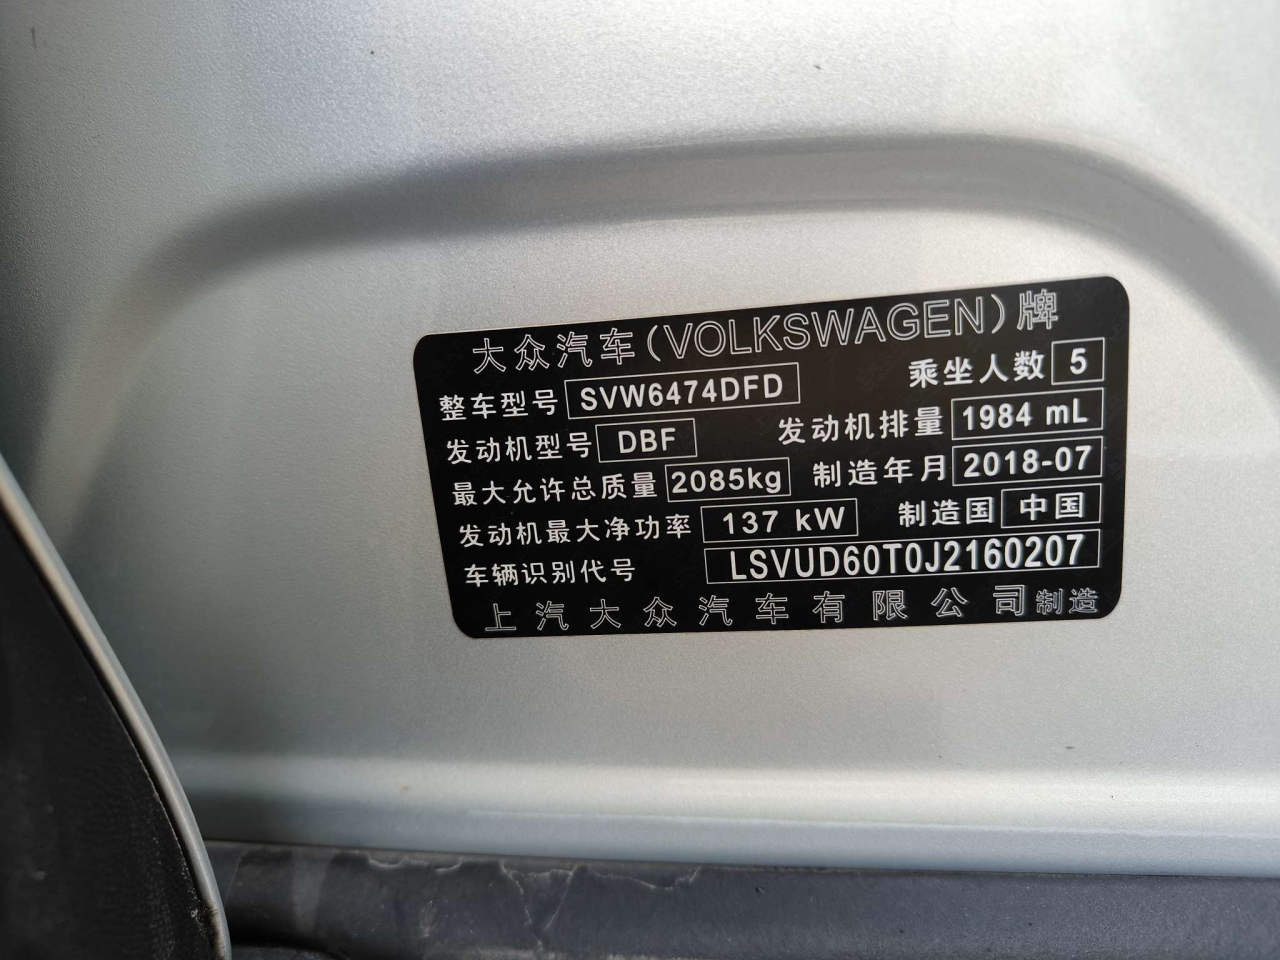 大众汽车(VOLKSWAGEN)牌
整车型号 SVW6474DFD 乘坐人数 5
发动机型号 DBF 发动机排量 1984 mL
最大允许总质量 2085kg 制造年月 2018-07
发动机最大净功率 137 kW 制造国 中国
车辆识别代号 LSVUD60T0J2160207
上汽大众汽车有限公司制造